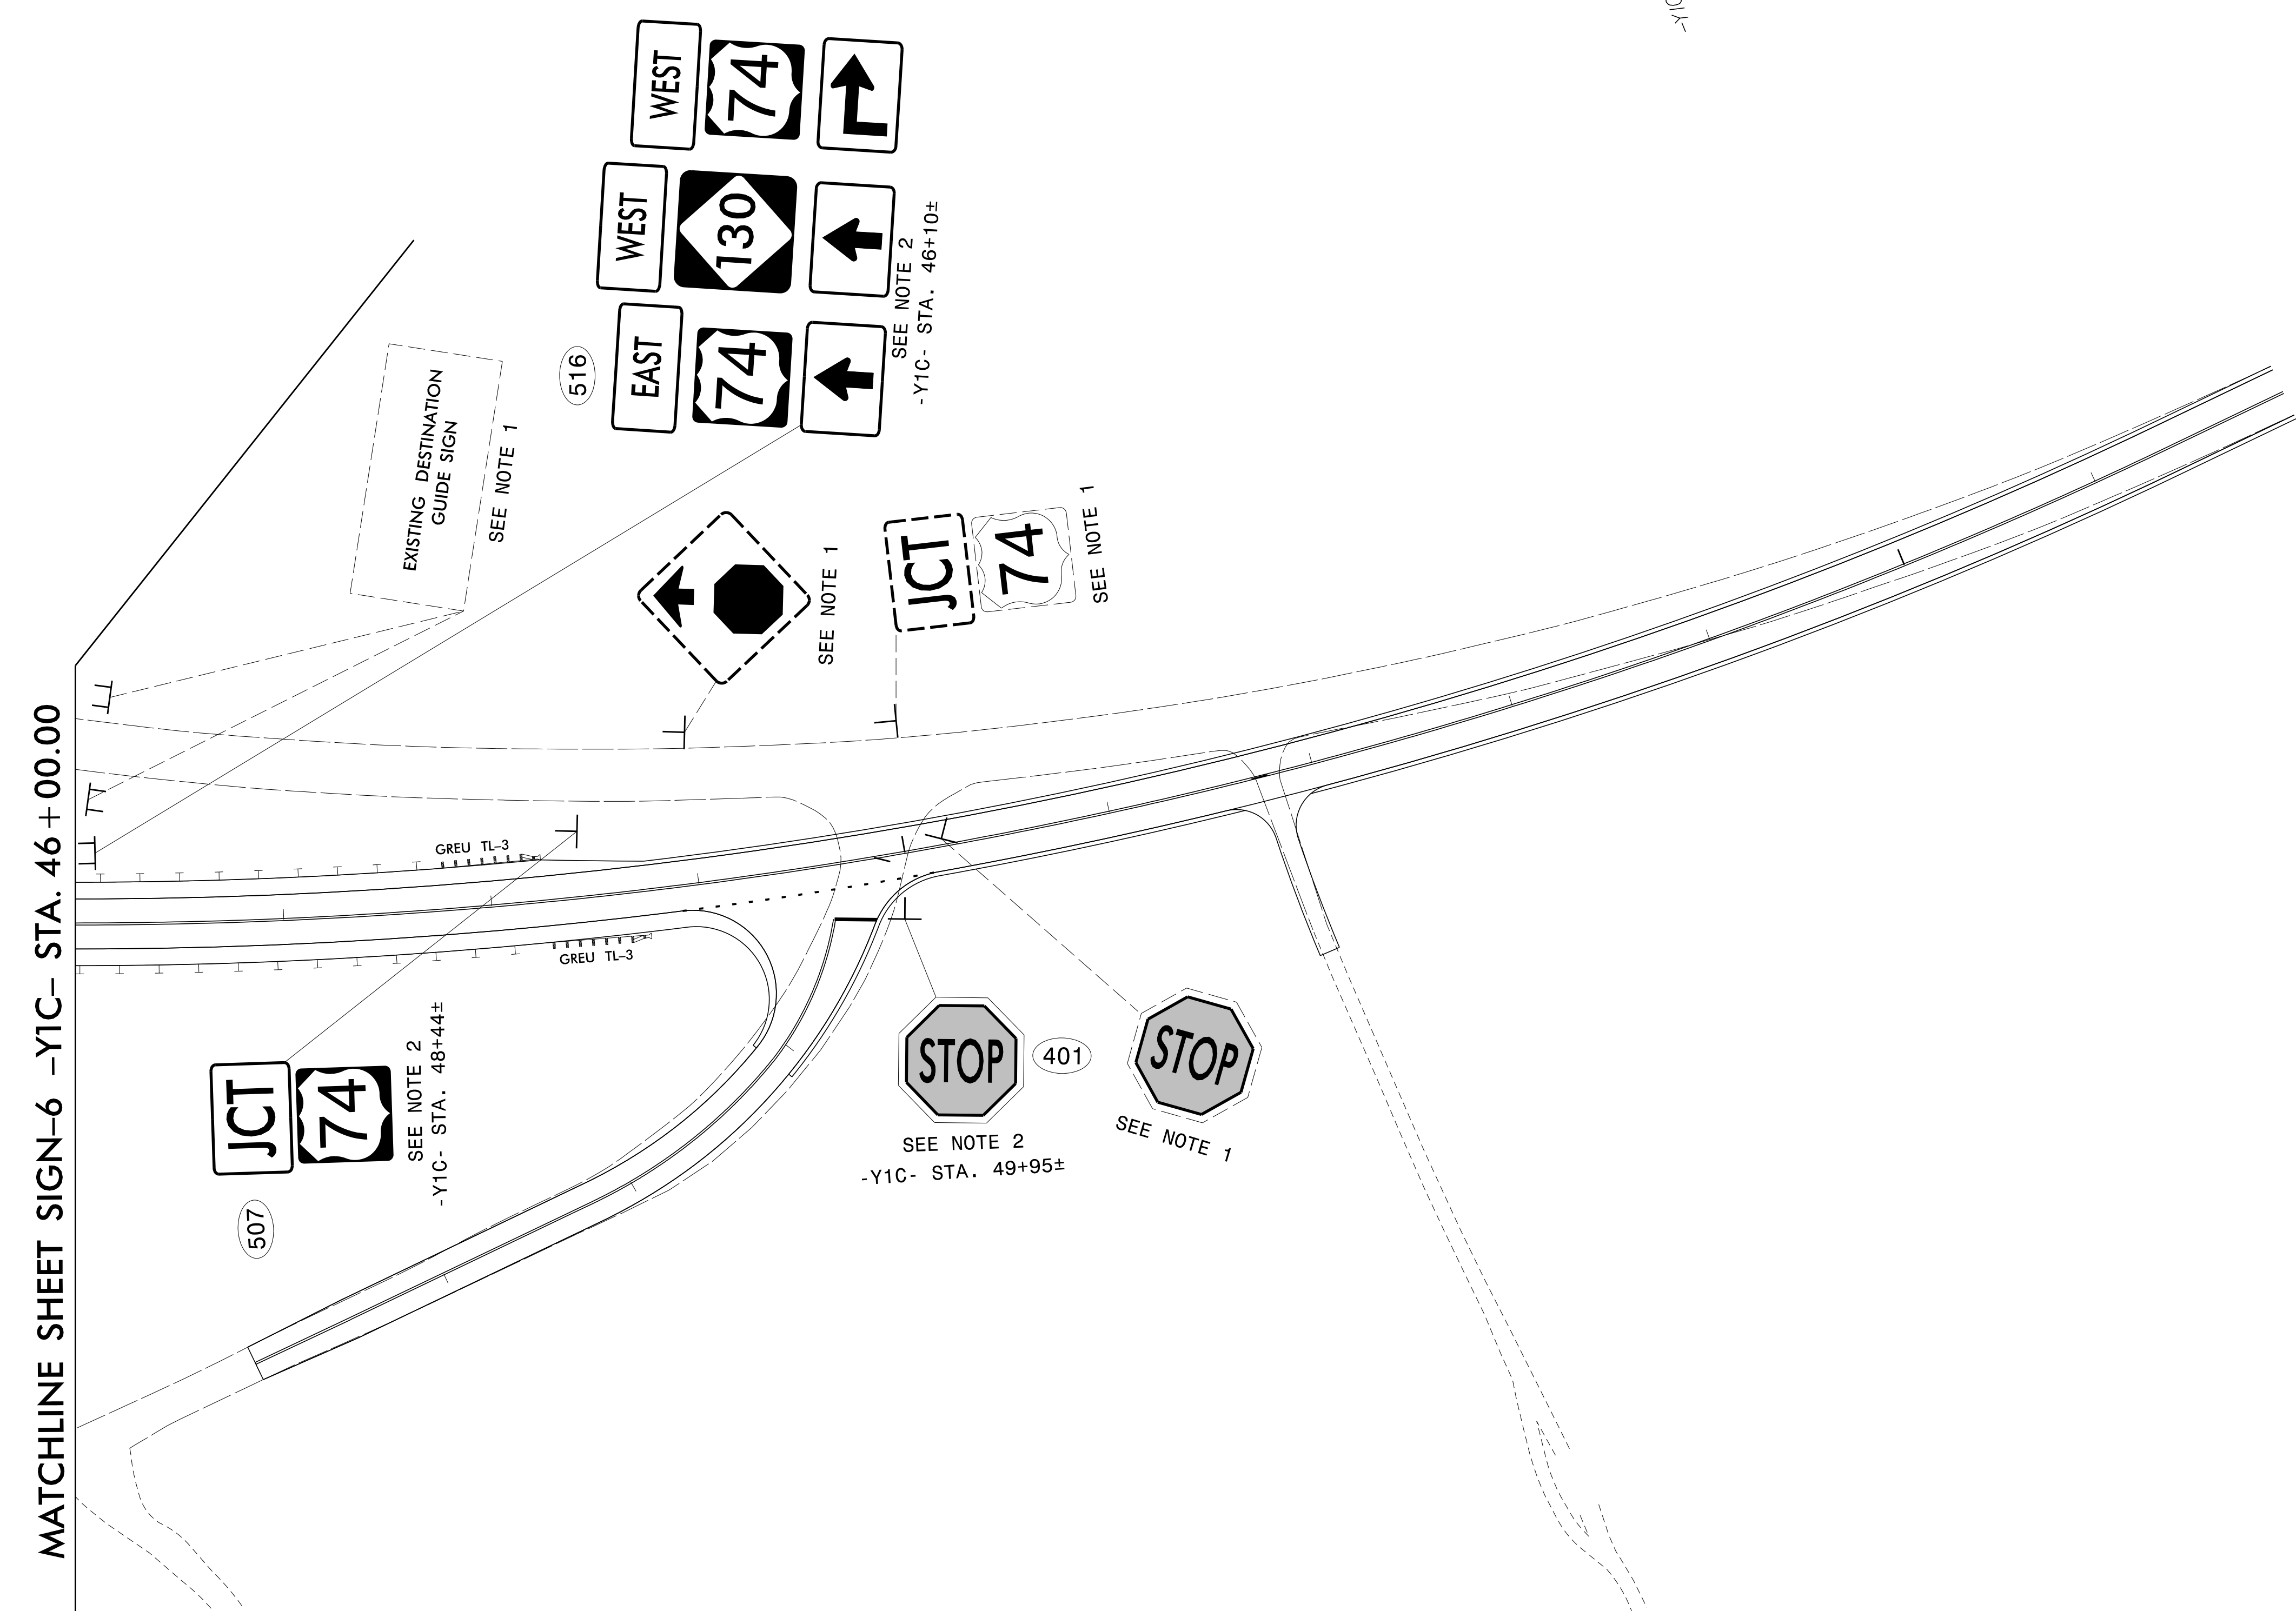 MATCHLINE SHEET SIGN-6 -Y1C- STA. 46+00.00
EXISTING DESTINATION
GUIDE SIGN
SEE NOTE 1
516
EAST
74
WEST
130
WEST
74
SEE NOTE 2
-Y1C- STA. 46+10±
SEE NOTE 1
JCT
74
SEE NOTE 1
GREU TL-3
GREU TL-3
JCT
74
507
SEE NOTE 2
-Y1C- STA. 48+44±
STOP
401
SEE NOTE 2
-Y1C- STA. 49+95±
STOP
SEE NOTE 1